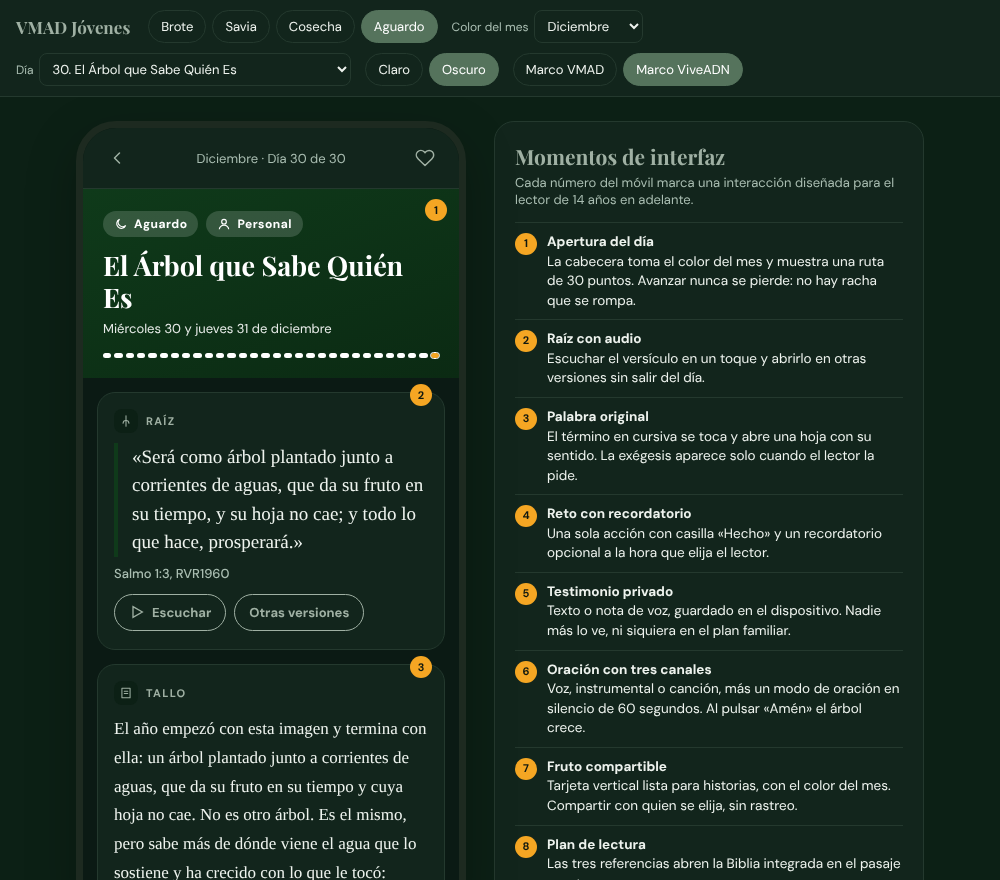 VMAD Jóvenes
Brote
Savia
Cosecha
Aguardo
Color del mes
Diciembre
Día
30. El Árbol que Sabe Quién Es
Claro
Oscuro
Marco VMAD
Marco ViveADN
Diciembre · Día 30 de 30
1
Aguardo
Personal
El Árbol que Sabe Quién
Es
Miércoles 30 y jueves 31 de diciembre
2
RAÍZ
«Será como árbol plantado junto a
corrientes de aguas, que da su fruto en
su tiempo, y su hoja no cae; y todo lo
que hace, prosperará.»
Salmo 1:3, RVR1960
Escuchar
Otras versiones
3
TALLO
El año empezó con esta imagen y termina con
ella: un árbol plantado junto a corrientes de
aguas, que da su fruto en su tiempo y cuya
hoja no cae. No es otro árbol. Es el mismo,
pero sabe más de dónde viene el agua que lo
sostiene y ha crecido con lo que le tocó:
Momentos de interfaz
Cada número del móvil marca una interacción diseñada para el
lector de 14 años en adelante.
1
Apertura del día
La cabecera toma el color del mes y muestra una ruta
de 30 puntos. Avanzar nunca se pierde: no hay racha
que se rompa.
2
Raíz con audio
Escuchar el versículo en un toque y abrirlo en otras
versiones sin salir del día.
3
Palabra original
El término en cursiva se toca y abre una hoja con su
sentido. La exégesis aparece solo cuando el lector la
pide.
4
Reto con recordatorio
Una sola acción con casilla «Hecho» y un recordatorio
opcional a la hora que elija el lector.
5
Testimonio privado
Texto o nota de voz, guardado en el dispositivo. Nadie
más lo ve, ni siquiera en el plan familiar.
6
Oración con tres canales
Voz, instrumental o canción, más un modo de oración en
silencio de 60 segundos. Al pulsar «Amén» el árbol
crece.
7
Fruto compartible
Tarjeta vertical lista para historias, con el color del mes.
Compartir con quien se elija, sin rastreo.
8
Plan de lectura
Las tres referencias abren la Biblia integrada en el pasaje